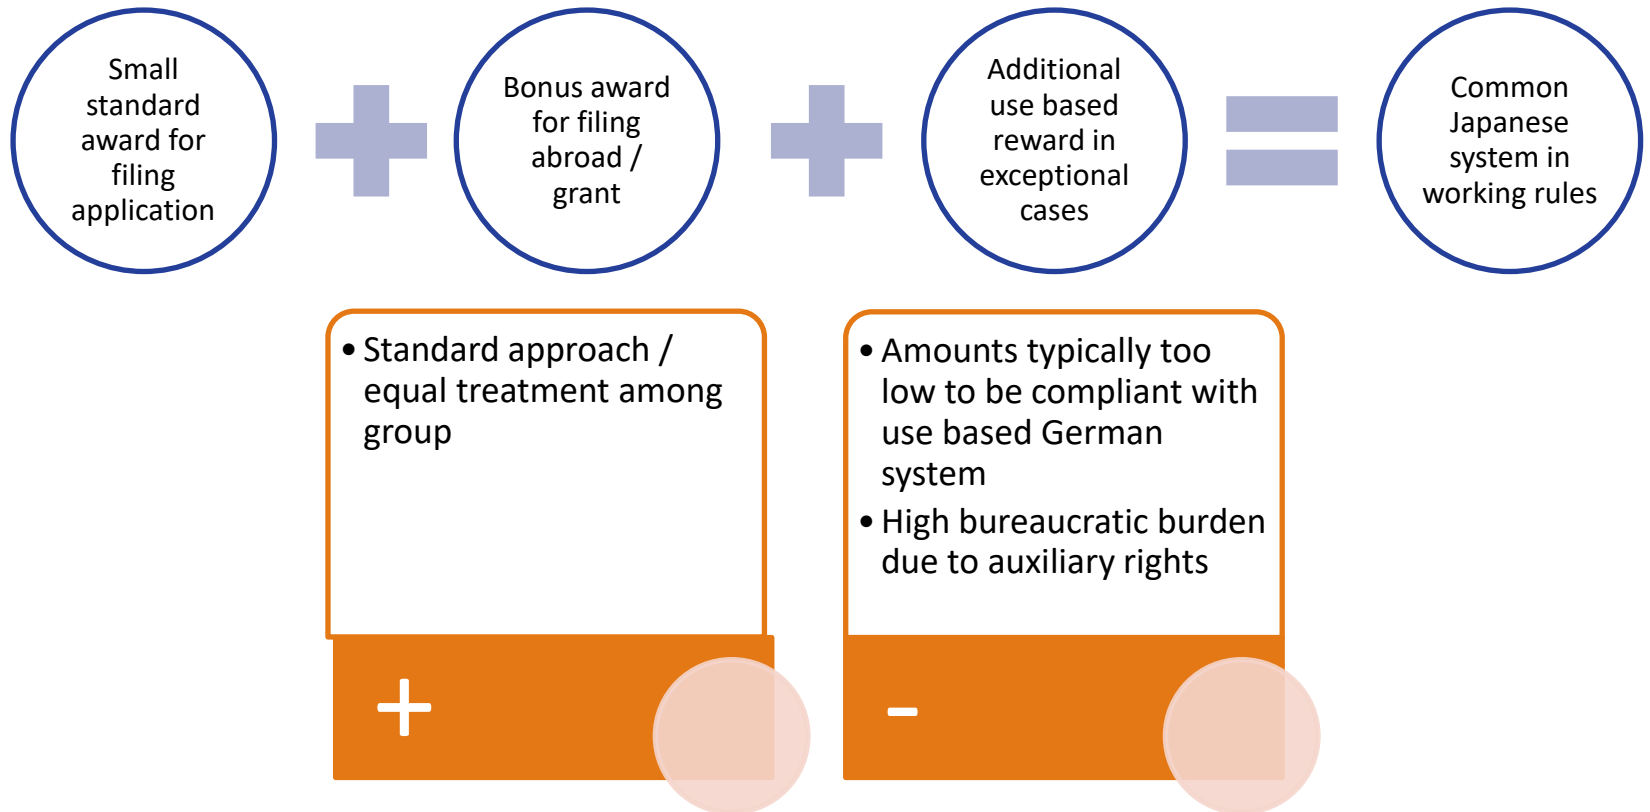 Small
standard
award for
filing
application
Bonus award
for filing
abroad /
grant
Additional
use based
reward in
exceptional
cases
Common
Japanese
system in
working rules
• Standard approach /
equal treatment among
group
• Amounts typically too
low to be compliant with
use based German
system
• High bureaucratic burden
due to auxiliary rights
+
-